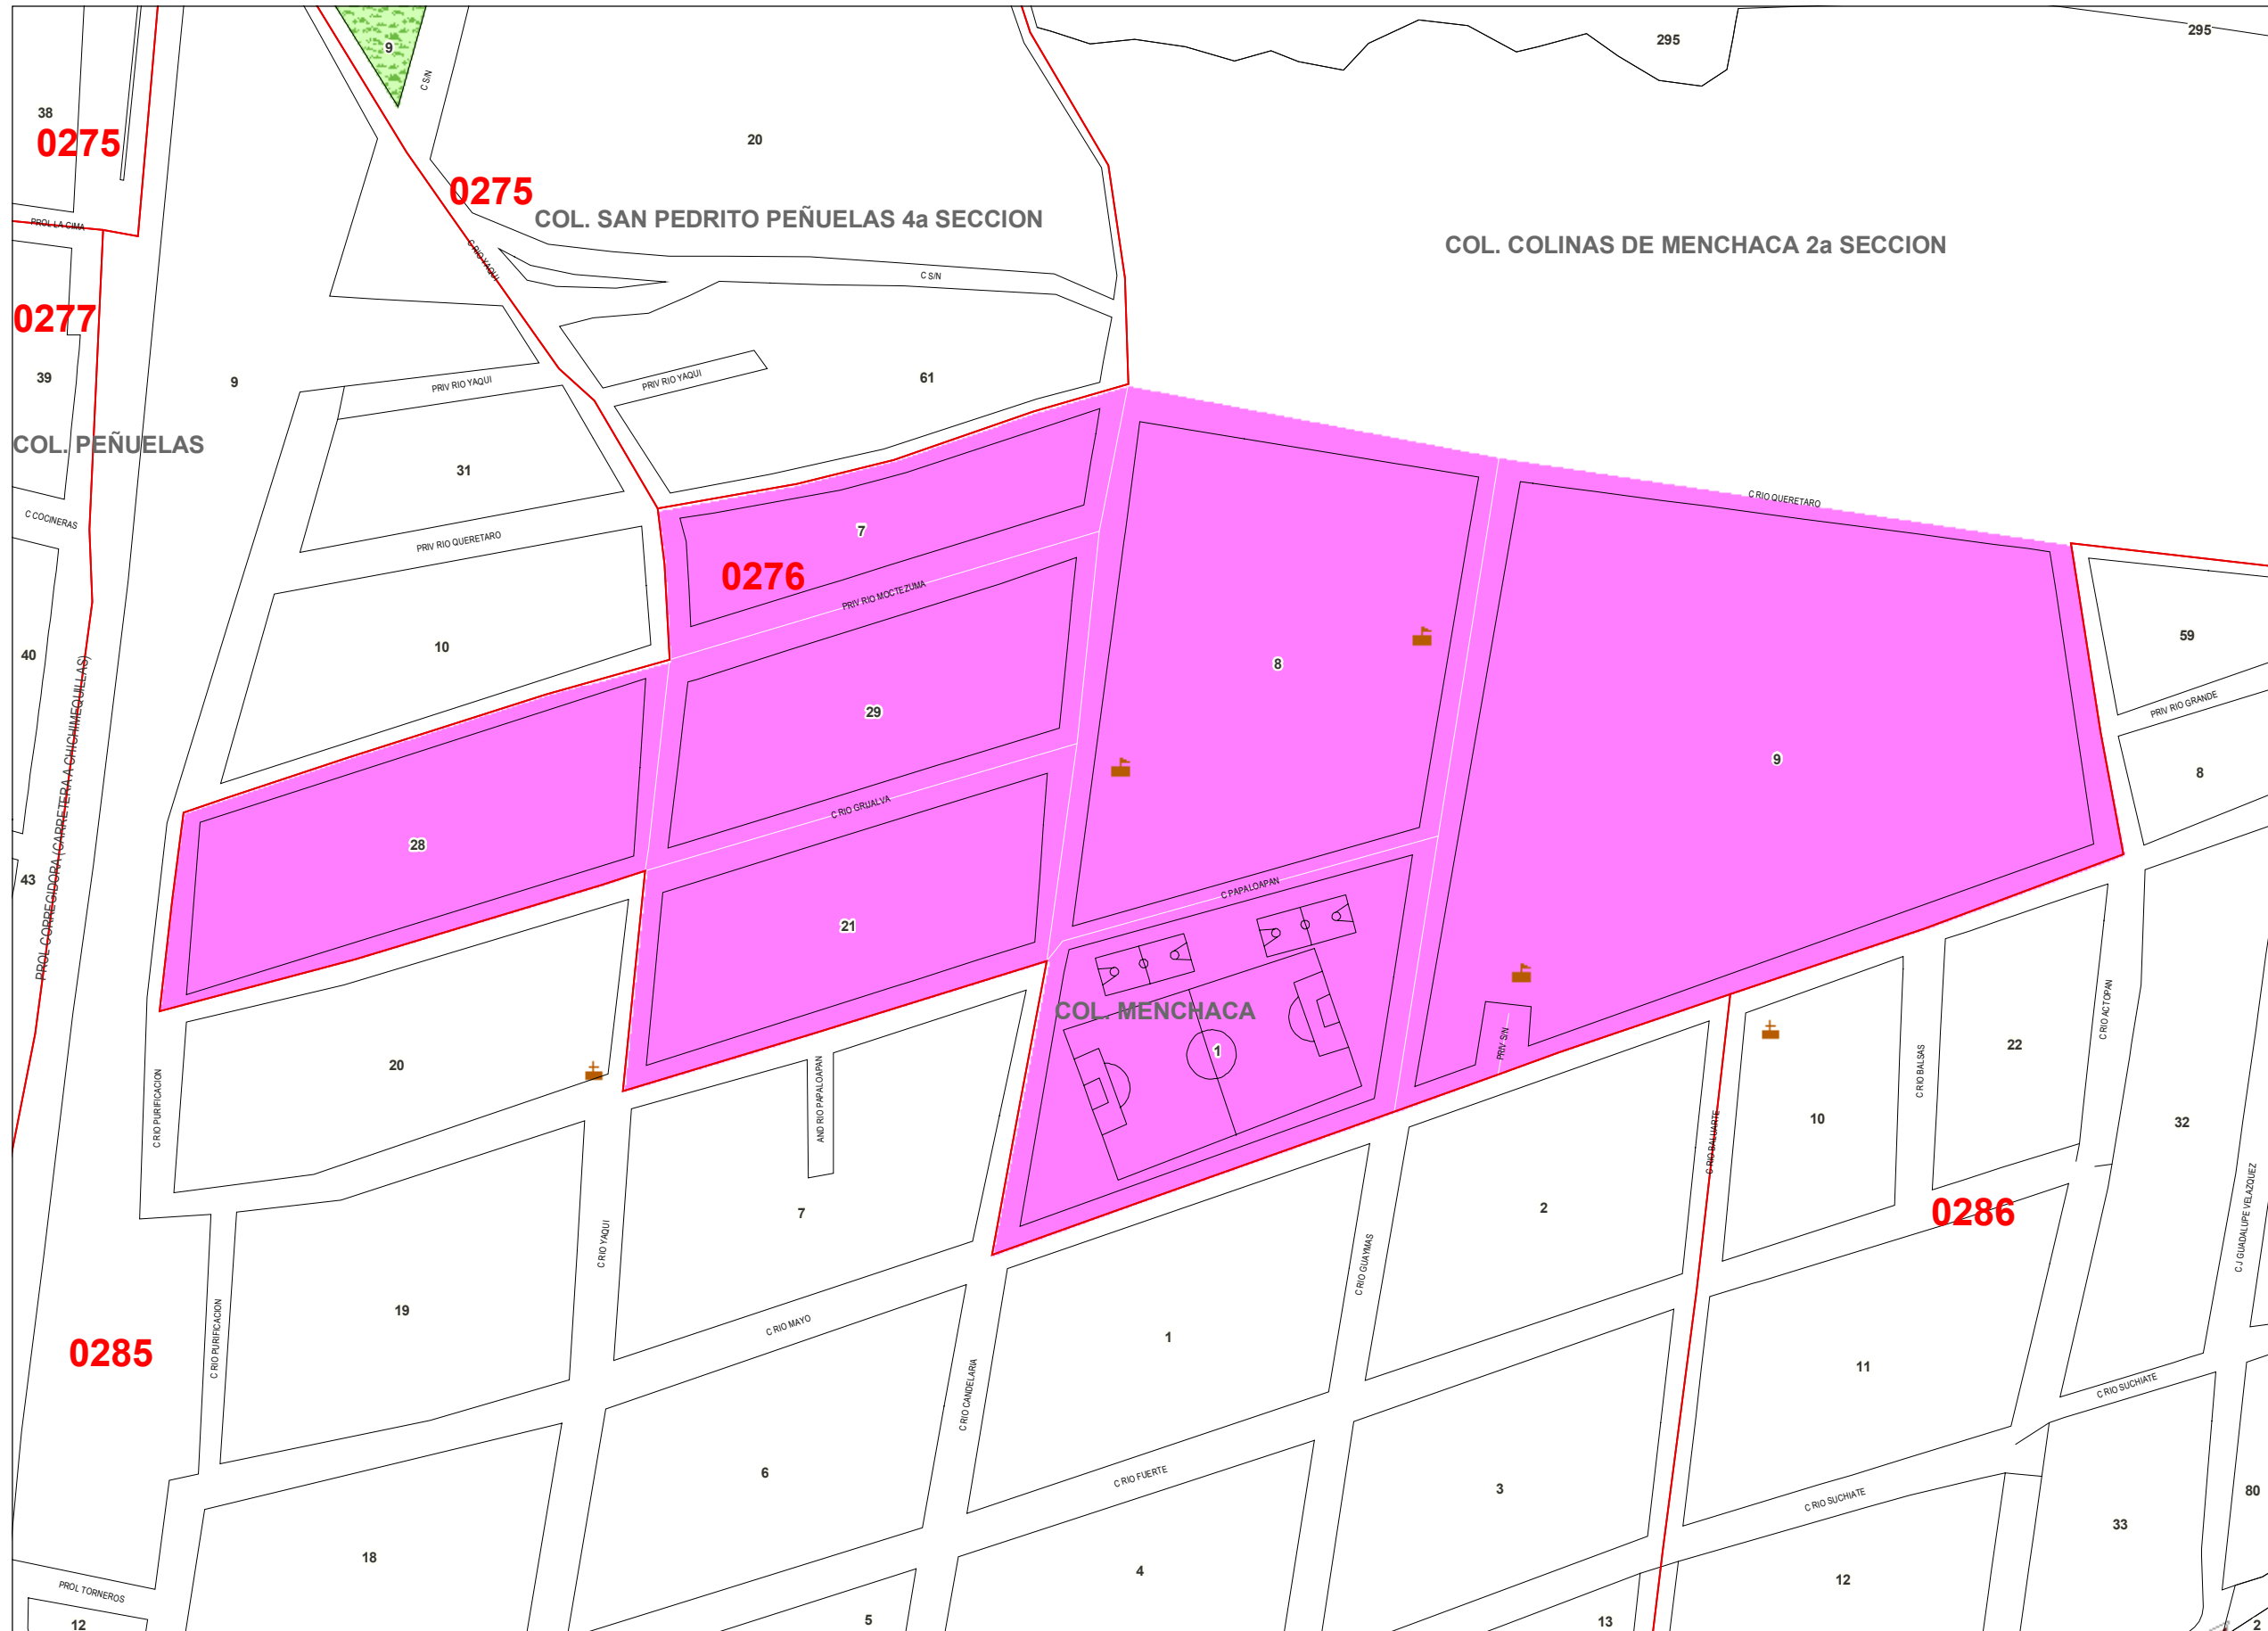 295
295
9
C S/N
38
0275
20
0275
COL. SAN PEDRITO PEÑUELAS 4a SECCION
PROL LA CIMA
COL. COLINAS DE MENCHACA 2a SECCION
C RIO YAQUI
C S/N
0277
39
9
PRIV RIO YAQUI
PRIV RIO YAQUI
61
COL. PEÑUELAS
31
C RIO QUERETARO
C COCINERAS
PRIV RIO QUERETARO
7
0276
PRIV RIO MOCTEZUMA
59
10
40
8
PRIV RIO GRANDE
29
9
8
PROL CORREGIDORA (CARRETERA A CHICHIMEQUILLAS)
C RIO GRIJALVA
28
43
C PAPALOAPAN
21
COL. MENCHACA
C RIO ACTOPAN
PRIV S/N
22
1
20
C RIO BALSAS
C RIO PURIFICACION
AND RIO PAPALOAPAN
10
32
C RIO BALUARTE
7
2
0286
C J GUADALUPE VELAZQUEZ
C RIO YAQUI
C RIO GUAYMAS
19
C RIO MAYO
1
C RIO PURIFICACION
0285
11
C RIO CANDELARIA
C RIO SUCHIATE
6
C RIO FUERTE
3
C RIO SUCHIATE
80
33
18
4
12
PROL TORNEROS
12
5
13
2